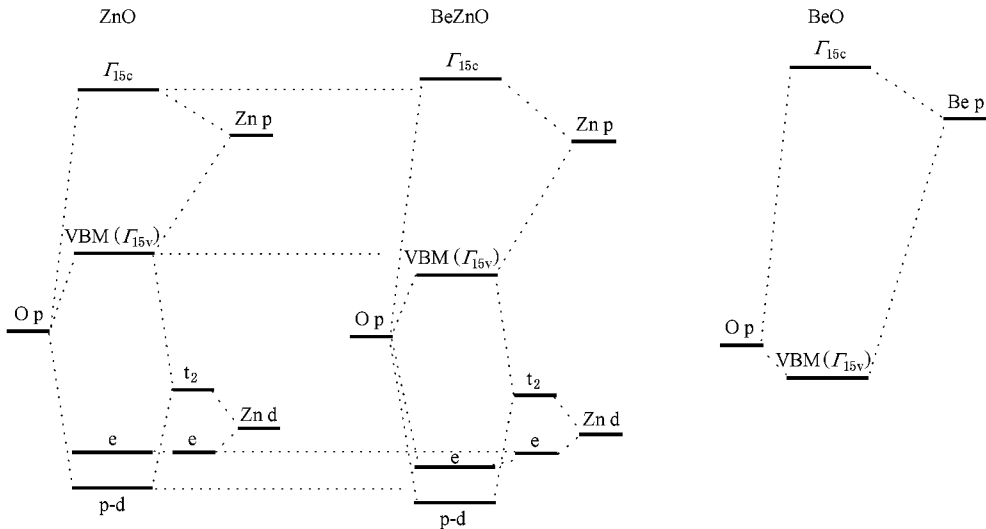 ZnO
BeZnO
BeO
Γ15c
Γ15c
Γ15c
Zn p
Zn p
Be p
VBM (Γ15v)
VBM (Γ15v)
VBM (Γ15v)
O p
O p
O p
t2
t2
Zn d
Zn d
e
e
e
e
p-d
p-d